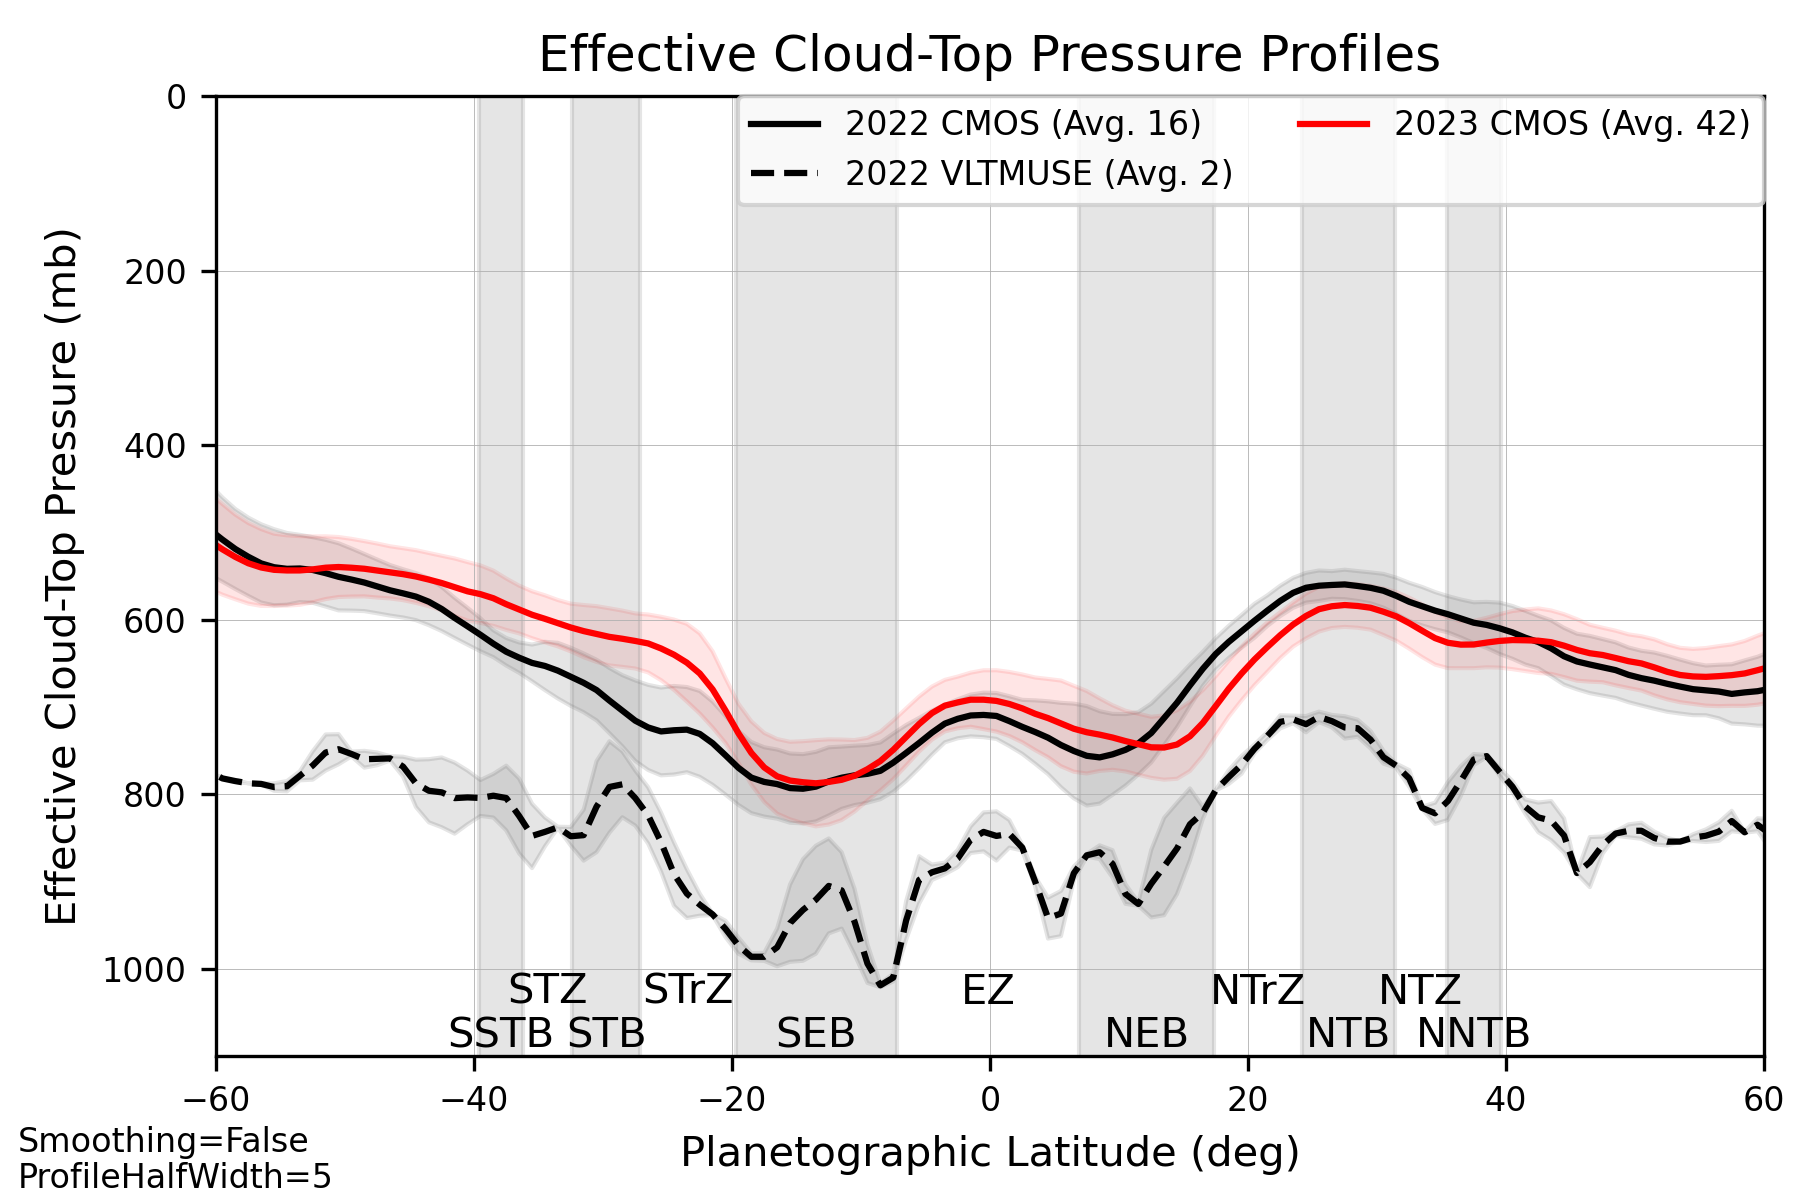 Effective Cloud-Top Pressure Profiles
2022 CMOS (Avg. 16)
2022 VLTMUSE (Avg. 2)
2023 CMOS (Avg. 42)
Effective Cloud-Top Pressure (mb)
0
200
400
600
800
1000
STZ STrZ EZ NTrZ NTZ
SSTB STB SEB NEB NTB NNTB
−60 −40 −20 0 20 40 60
Planetographic Latitude (deg)
Smoothing=False
ProfileHalfWidth=5